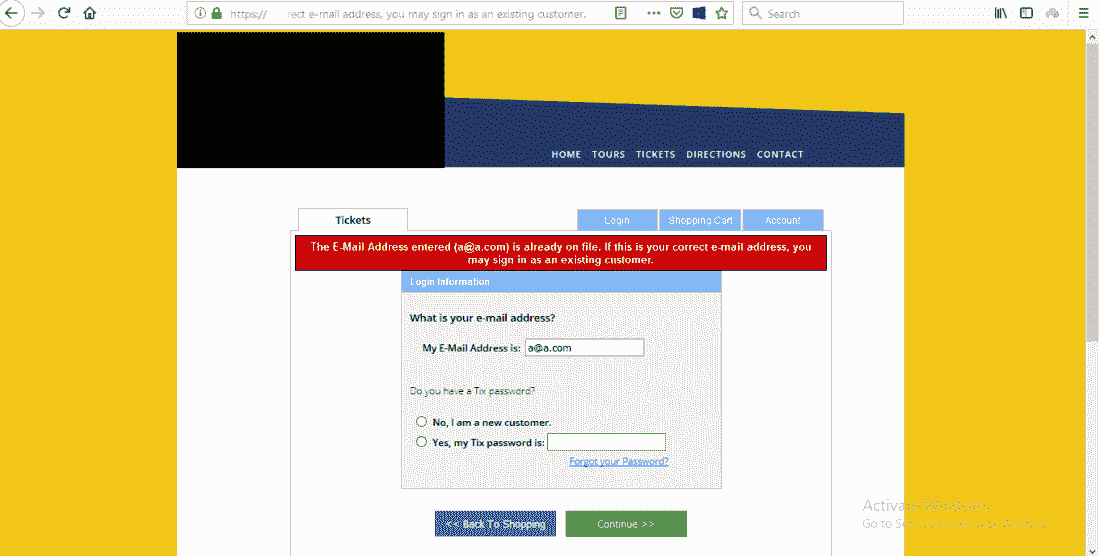 https:// rect e-mail address, you may sign in as an existing customer.
Search
HOME TOURS TICKETS DIRECTIONS CONTACT
Tickets
Login Shopping Cart Account
The E-Mail Address entered (a@a.com) is already on file. If this is your correct e-mail address, you
may sign in as an existing customer.
Login Information
What is your e-mail address?
My E-Mail Address is: a@a.com
Do you have a Tix password?
No, I am a new customer.
Yes, my Tix password is:
Forgot your Password?
<< Back To Shopping Continue >>
Activate Windows
Go to